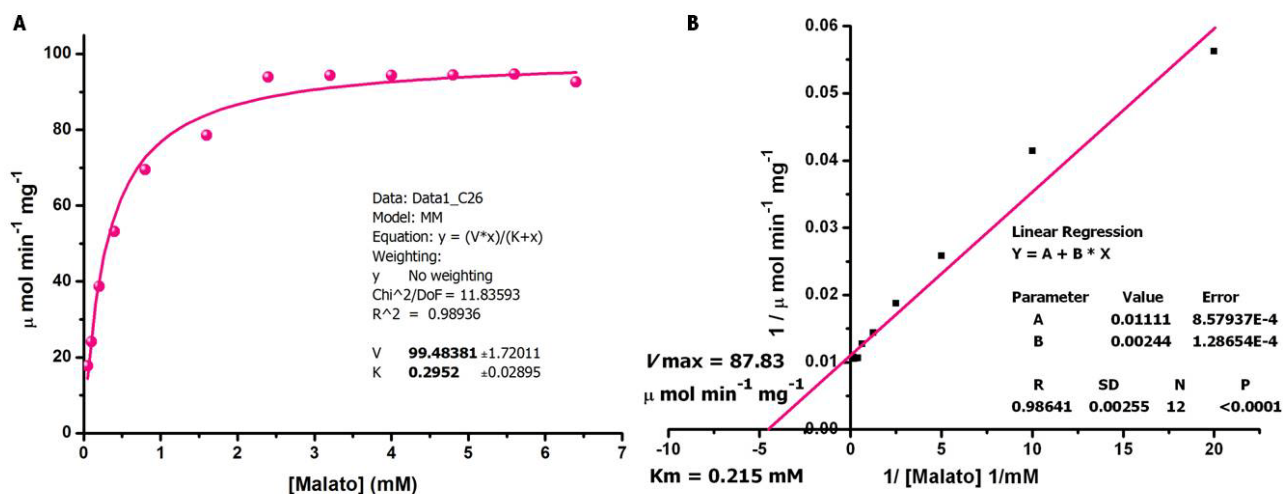 A
μ mol min⁻¹ mg⁻¹
100
80
60
40
20
0
0 1 2 3 4 5 6 7
[Malato] (mM)
Data: Data1_C26
Model: MM
Equation: y = (V*x)/(K+x)
Weighting:
y No weighting
Chi^2/DoF = 11.83593
R^2 = 0.98936
V 99.48381 ±1.72011
K 0.2952 ±0.02895
B
1 / μ mol min⁻¹ mg⁻¹
0.06
0.05
0.04
0.03
0.02
0.01
0.00
-10 -5 0 5 10 15 20
1/ [Malato] 1/mM
Vmax = 87.83
μ mol min⁻¹ mg⁻¹
Km = 0.215 mM
Linear Regression
Y = A + B * X
Parameter Value Error
A 0.01111 8.57937E-4
B 0.00244 1.28654E-4
R SD N P
0.98641 0.00255 12 <0.0001